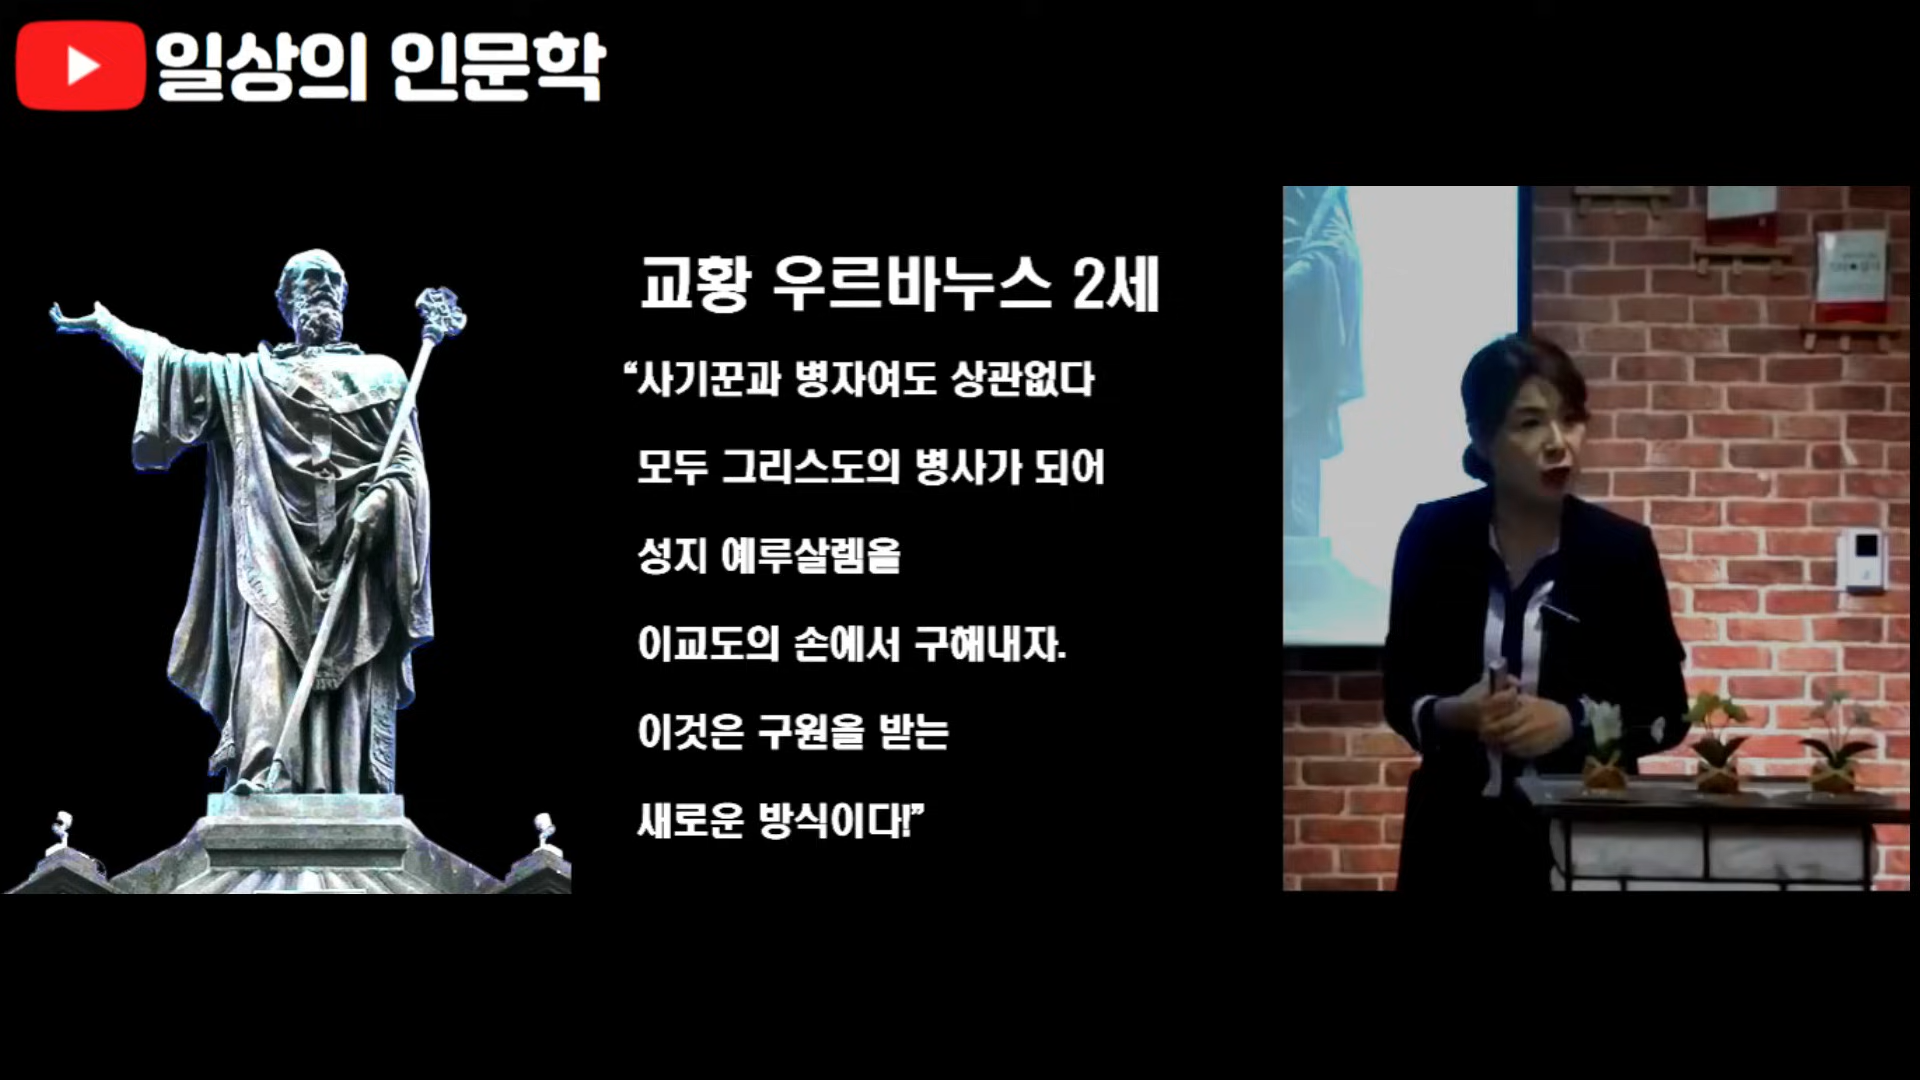 일상의 인문학
교황 우르바누스 2세
“사기꾼과 병자여도 상관없다
모두 그리스도의 병사가 되어
성지 예루살렘을
이교도의 손에서 구해내자.
이것은 구원을 받는
새로운 방식이다!”